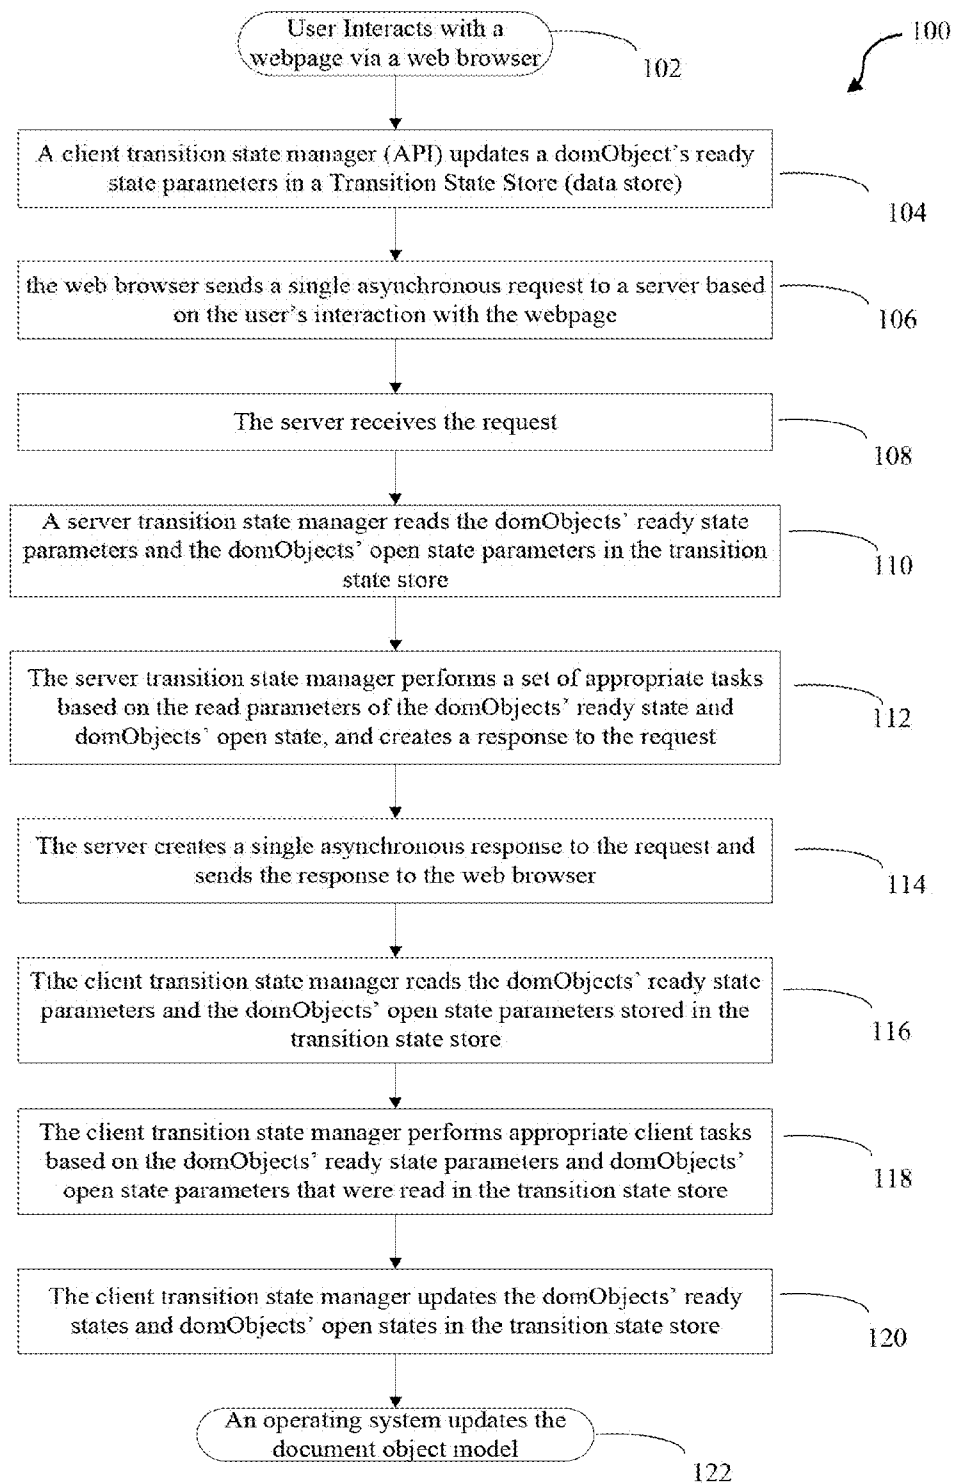 User Interacts with a
webpage via a web browser
100
102
A client transition state manager (API) updates a domObject's ready
state parameters in a Transition State Store (data store)
104
the web browser sends a single asynchronous request to a server based
on the user's interaction with the webpage
106
The server receives the request
108
A server transition state manager reads the domObjects' ready state
parameters and the domObjects' open state parameters in the transition
state store
110
The server transition state manager performs a set of appropriate tasks
based on the read parameters of the domObjects' ready state and
domObjects' open state, and creates a response to the request
112
The server creates a single asynchronous response to the request and
sends the response to the web browser
114
Tthe client transition state manager reads the domObjects' ready state
parameters and the domObjects' open state parameters stored in the
transition state store
116
The client transition state manager performs appropriate client tasks
based on the domObjects' ready state parameters and domObjects'
open state parameters that were read in the transition state store
118
The client transition state manager updates the domObjects' ready
states and domObjects' open states in the transition state store
120
An operating system updates the
document object model
122